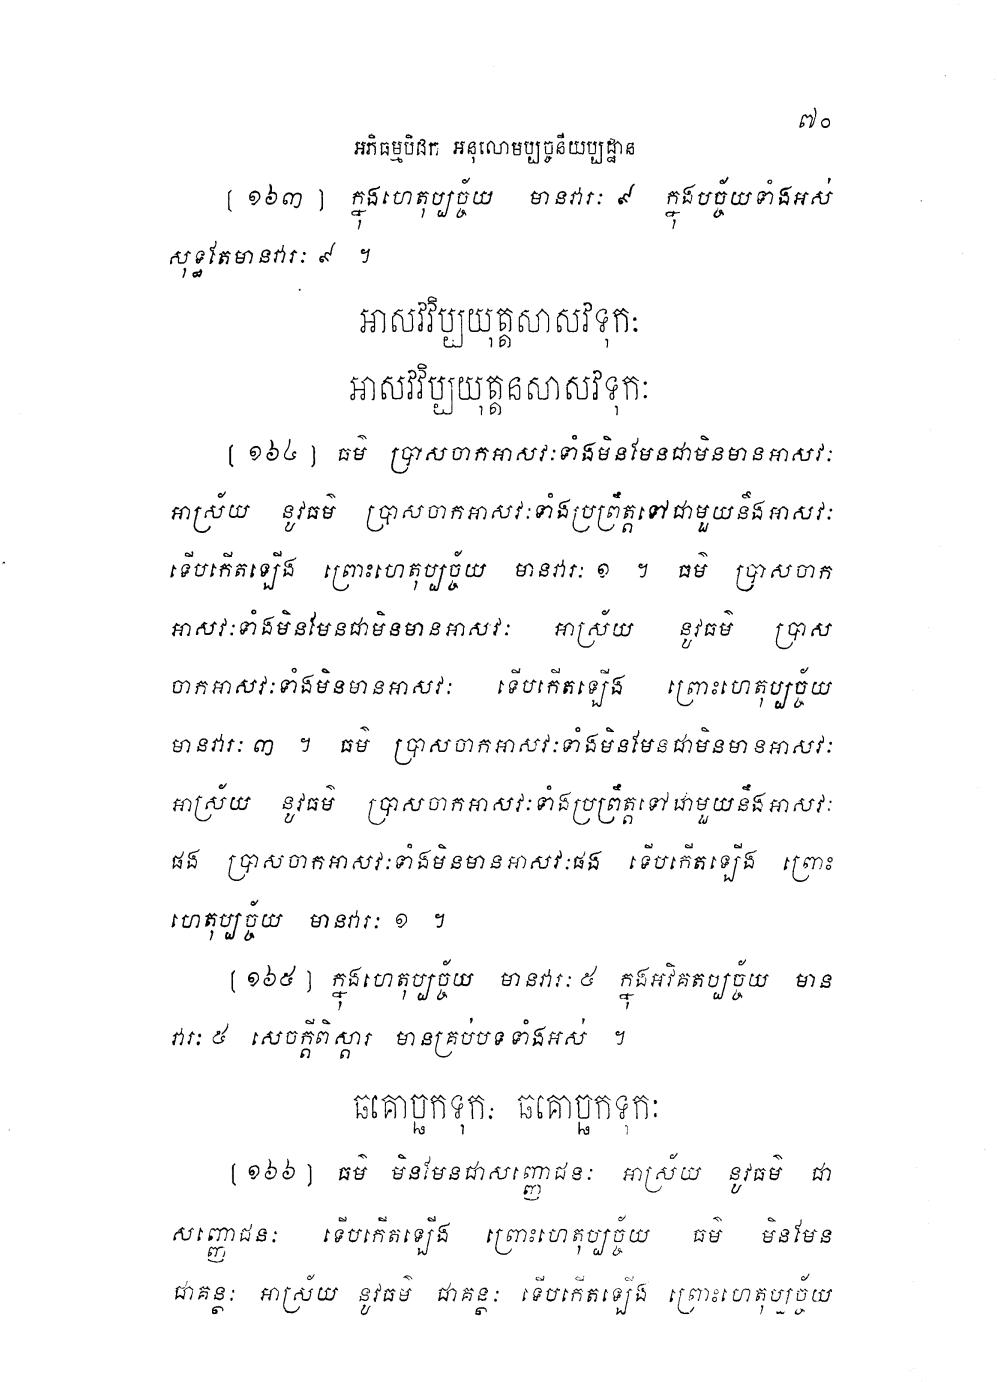 ៧០
អភិធម្មបិដក អនុលោមប្បច្ចនីយប្បដ្ឋាន
[ ១៦៣ ] ក្នុងហេតុប្បច្ច័យ មានវារៈ ៩ ក្នុងបច្ច័យទាំងអស់
សុទ្ធតែមានវារៈ ៩ ។
អាសវវិប្បយុត្តសាសវទុកៈ
អាសវវិប្បយុត្តនសាសវទុកៈ
[ ១៦៤ ] ធម៌ ប្រាសចាកអាសវៈទាំងមិនមែនជាមិនមានអាសវៈ
អាស្រ័យ នូវធម៌ ប្រាសចាកអាសវៈទាំងប្រព្រឹត្តទៅជាមួយនឹងអាសវៈ
ទើបកើតឡើង ព្រោះហេតុប្បច្ច័យ មានវារៈ ១ ។ ធម៌ ប្រាសចាក
អាសវៈទាំងមិនមែនជាមិនមានអាសវៈ អាស្រ័យ នូវធម៌ ប្រាស
ចាកអាសវៈទាំងមិនមានអាសវៈ ទើបកើតឡើង ព្រោះហេតុប្បច្ច័យ
មានវារៈ ៣ ។ ធម៌ ប្រាសចាកអាសវៈទាំងមិនមែនជាមិនមានអាសវៈ
អាស្រ័យ នូវធម៌ ប្រាសចាកអាសវៈទាំងប្រព្រឹត្តទៅជាមួយនឹងអាសវៈ
ផង ប្រាសចាកអាសវៈទាំងមិនមានអាសវៈផង ទើបកើតឡើង ព្រោះ
ហេតុប្បច្ច័យ មានវារៈ ១ ។
[ ១៦៥ ] ក្នុងហេតុប្បច្ច័យ មានវារៈ ៥ ក្នុងអវិគតប្បច្ច័យ មាន
វារៈ ៥ សេចក្តីពិស្តារ មានគ្រប់បទទាំងអស់ ។
ឆគោច្ឆកទុកៈ ឆគោច្ឆកទុកៈ
[ ១៦៦ ] ធម៌ មិនមែនជាសញ្ញោជនៈ អាស្រ័យ នូវធម៌ ជា
សញ្ញោជនៈ ទើបកើតឡើង ព្រោះហេតុប្បច្ច័យ ធម៌ មិនមែន
ជាគន្ថៈ អាស្រ័យ នូវធម៌ ជាគន្ថៈ ទើបកើតឡើង ព្រោះហេតុប្បច្ច័យ